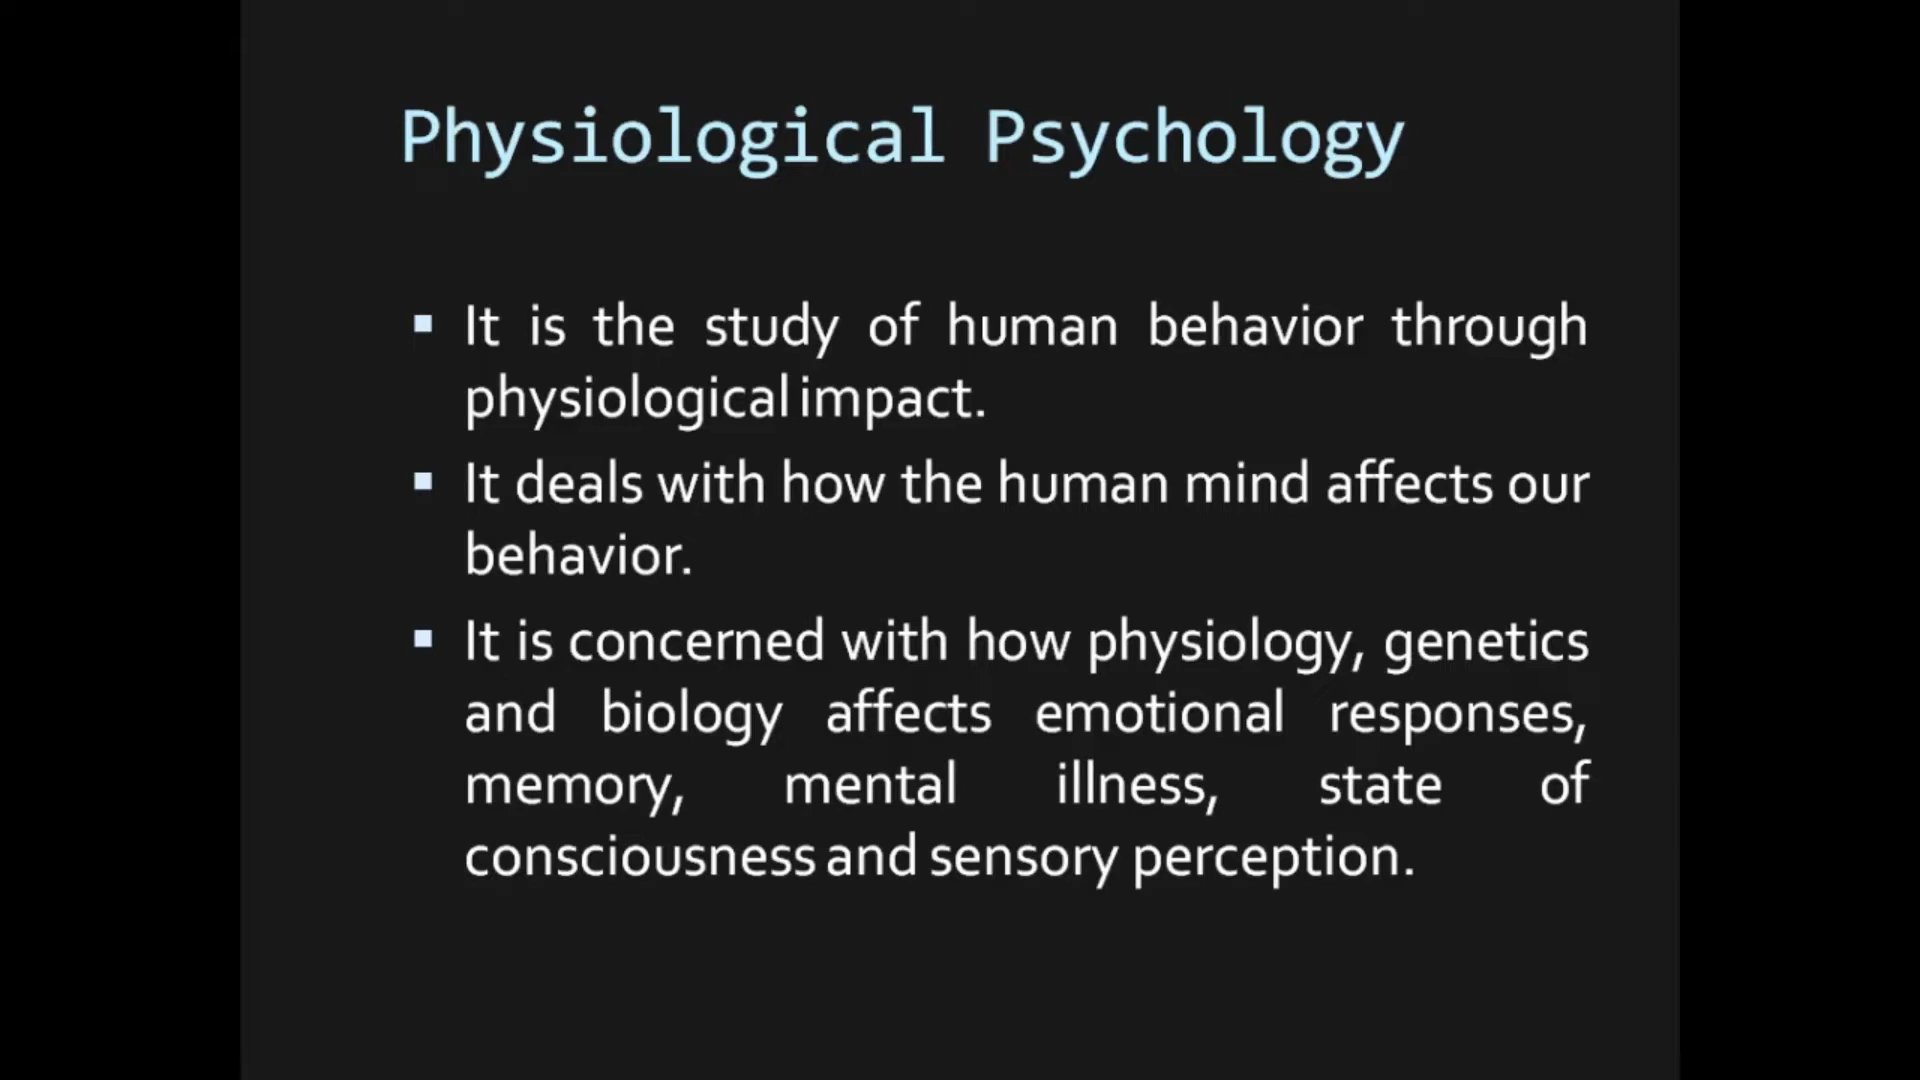 Physiological Psychology
▪ It is the study of human behavior through
physiological impact.
▪ It deals with how the human mind affects our
behavior.
▪ It is concerned with how physiology, genetics
and biology affects emotional responses,
memory, mental illness, state of
consciousness and sensory perception.